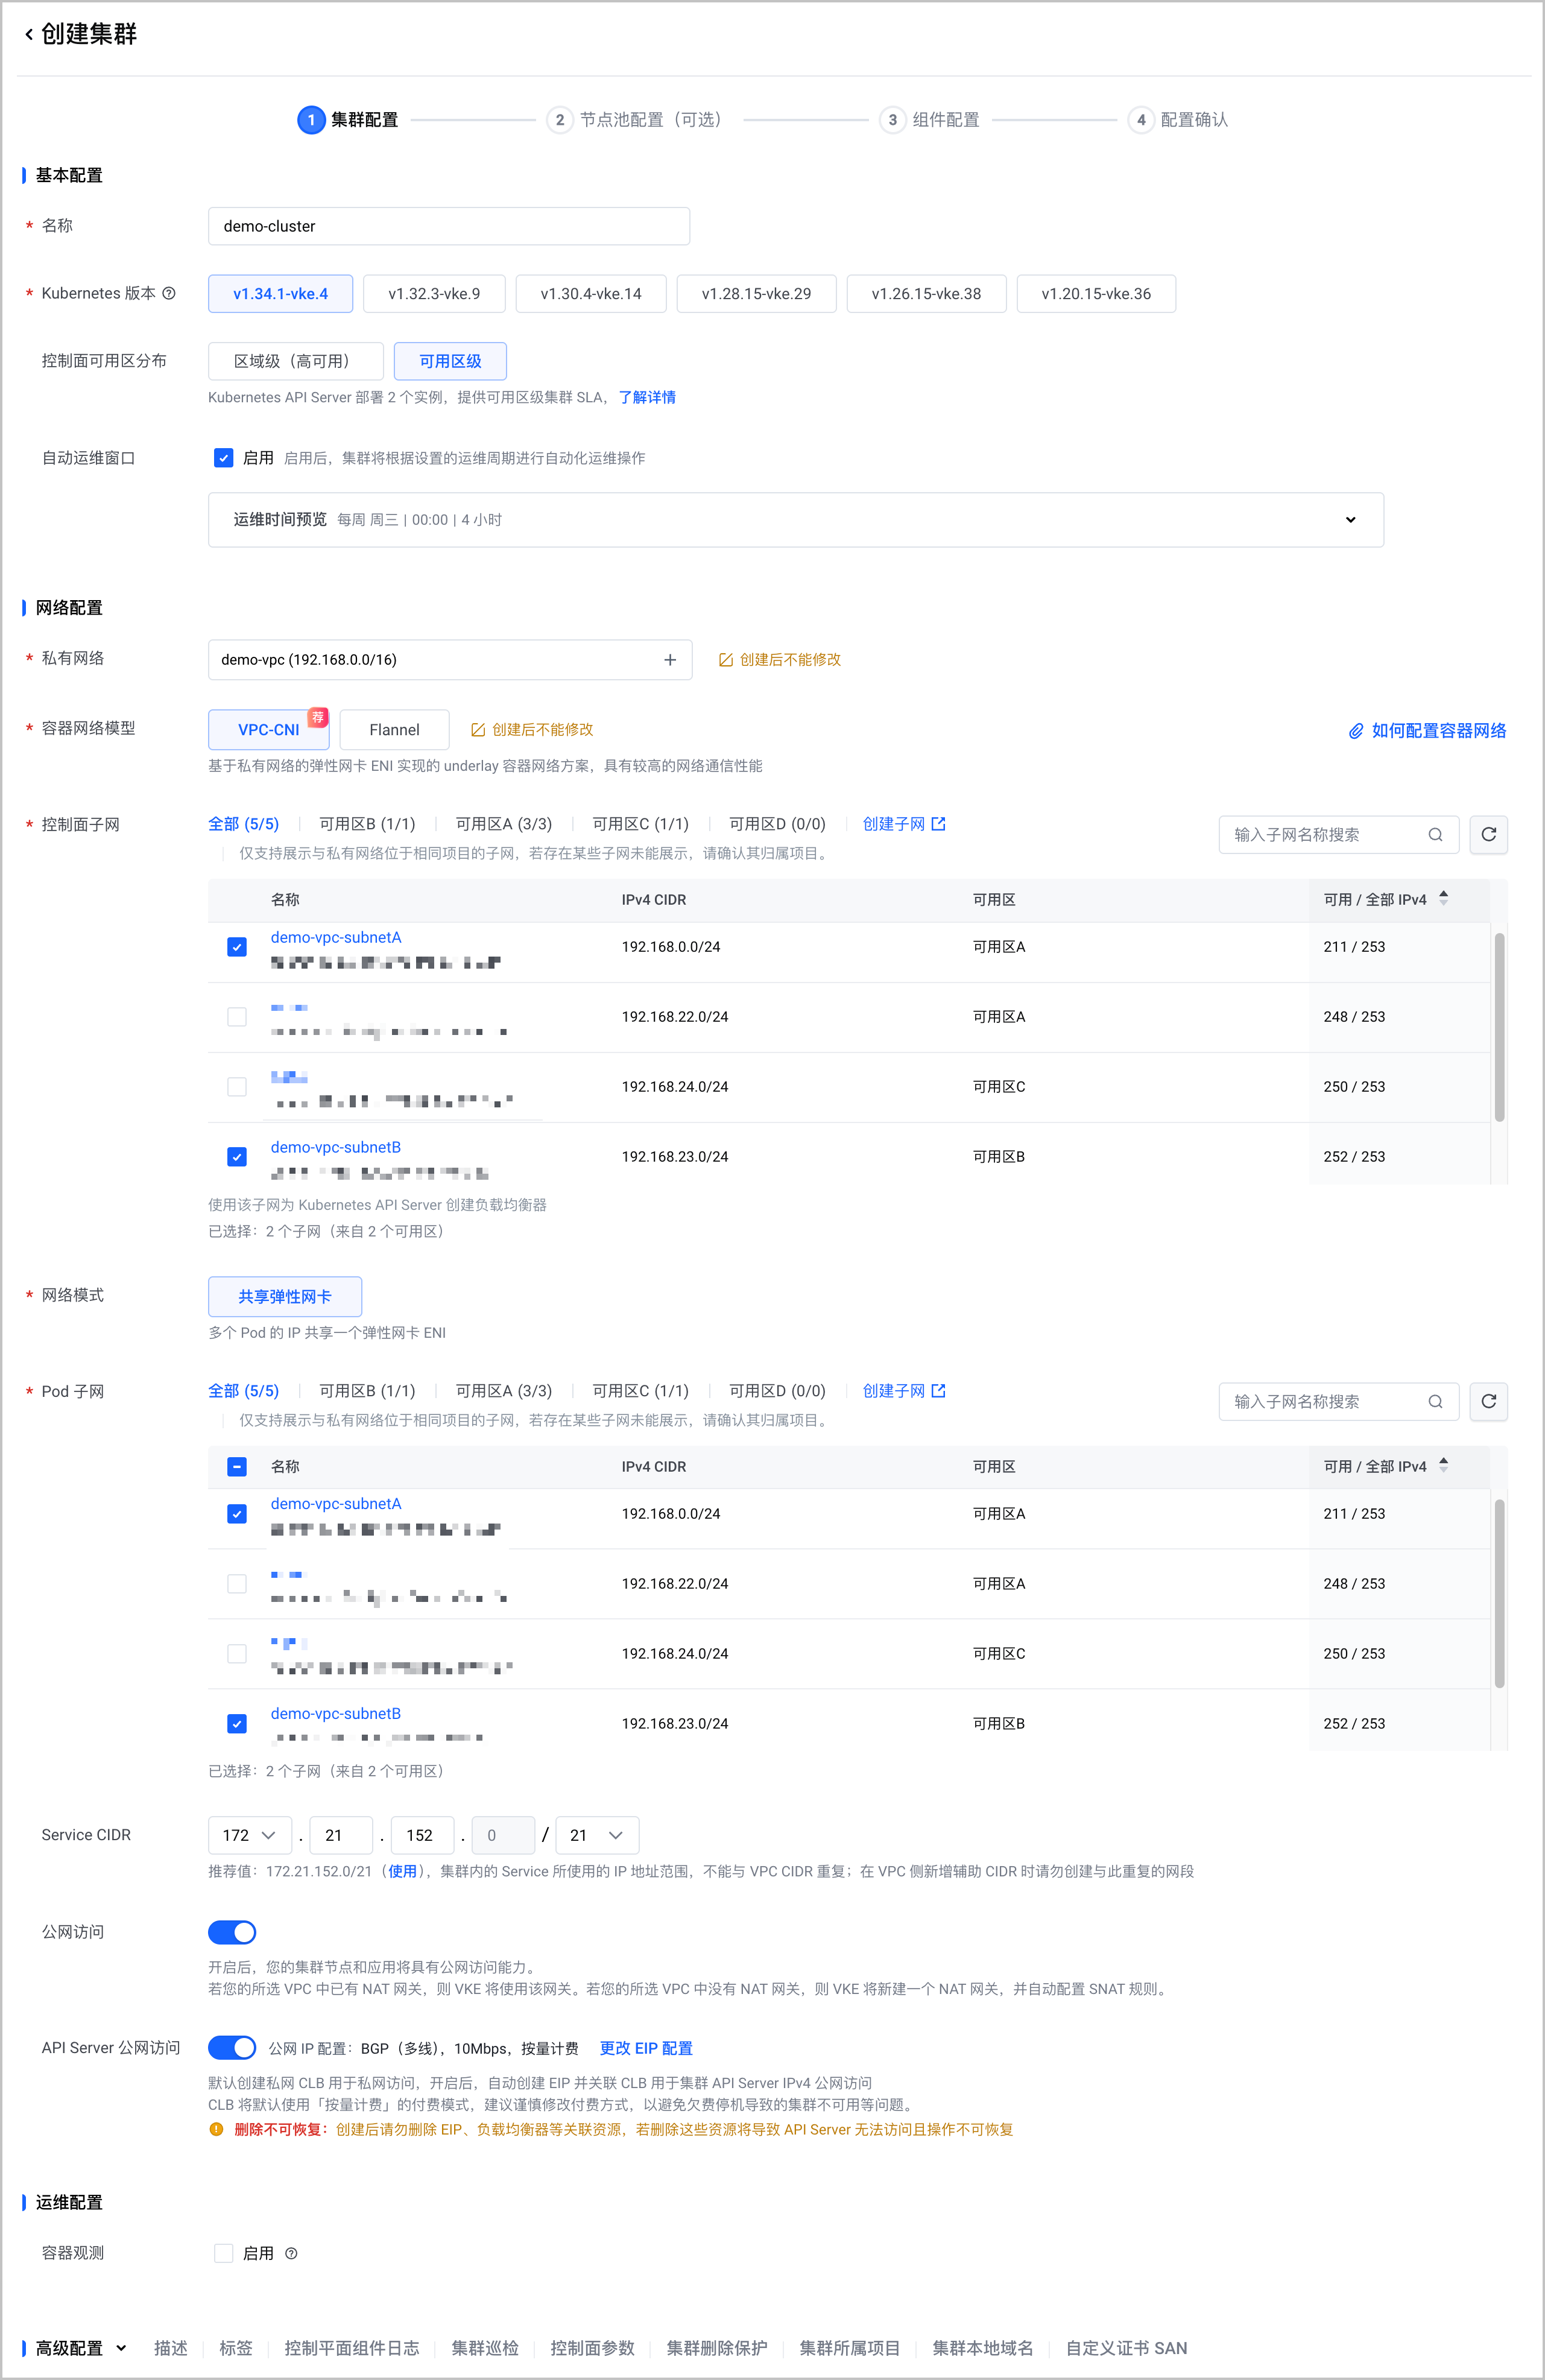 创建集群
1 集群配置 2 节点池配置（可选） 3 组件配置 4 配置确认
基本配置
* 名称 demo-cluster
* Kubernetes 版本 v1.34.1-vke.4 v1.32.3-vke.9 v1.30.4-vke.14 v1.28.15-vke.29 v1.26.15-vke.38 v1.20.15-vke.36
控制面可用区分布 区域级（高可用） 可用区级
Kubernetes API Server 部署 2 个实例，提供可用区级集群 SLA，了解详情
自动运维窗口 启用 启用后，集群将根据设置的运维周期进行自动化运维操作
运维时间预览 每周 周三 | 00:00 | 4 小时
网络配置
* 私有网络 demo-vpc (192.168.0.0/16) 创建后不能修改
* 容器网络模型 VPC-CNI 荐 Flannel 创建后不能修改 如何配置容器网络
基于私有网络的弹性网卡 ENI 实现的 underlay 容器网络方案，具有较高的网络通信性能
* 控制面子网 全部 (5/5) 可用区B (1/1) 可用区A (3/3) 可用区C (1/1) 可用区D (0/0) 创建子网 输入子网名称搜索
仅支持展示与私有网络位于相同项目的子网，若存在某些子网未能展示，请确认其归属项目。
名称 IPv4 CIDR 可用区 可用 / 全部 IPv4
demo-vpc-subnetA 192.168.0.0/24 可用区A 211 / 253
192.168.22.0/24 可用区A 248 / 253
192.168.24.0/24 可用区C 250 / 253
demo-vpc-subnetB 192.168.23.0/24 可用区B 252 / 253
使用该子网为 Kubernetes API Server 创建负载均衡器
已选择：2 个子网（来自 2 个可用区）
* 网络模式 共享弹性网卡
多个 Pod 的 IP 共享一个弹性网卡 ENI
* Pod 子网 全部 (5/5) 可用区B (1/1) 可用区A (3/3) 可用区C (1/1) 可用区D (0/0) 创建子网 输入子网名称搜索
仅支持展示与私有网络位于相同项目的子网，若存在某些子网未能展示，请确认其归属项目。
名称 IPv4 CIDR 可用区 可用 / 全部 IPv4
demo-vpc-subnetA 192.168.0.0/24 可用区A 211 / 253
192.168.22.0/24 可用区A 248 / 253
192.168.24.0/24 可用区C 250 / 253
demo-vpc-subnetB 192.168.23.0/24 可用区B 252 / 253
已选择：2 个子网（来自 2 个可用区）
Service CIDR 172 . 21 . 152 . 0 / 21
推荐值：172.21.152.0/21（使用），集群内的 Service 所使用的 IP 地址范围，不能与 VPC CIDR 重复；在 VPC 侧新增辅助 CIDR 时请勿创建与此重复的网段
公网访问
开启后，您的集群节点和应用将具有公网访问能力。
若您的所选 VPC 中已有 NAT 网关，则 VKE 将使用该网关。若您的所选 VPC 中没有 NAT 网关，则 VKE 将新建一个 NAT 网关，并自动配置 SNAT 规则。
API Server 公网访问 公网 IP 配置：BGP（多线），10Mbps，按量计费 更改 EIP 配置
默认创建私网 CLB 用于私网访问，开启后，自动创建 EIP 并关联 CLB 用于集群 API Server IPv4 公网访问
CLB 将默认使用「按量计费」的付费模式，建议谨慎修改付费方式，以避免欠费停机导致的集群不可用等问题。
删除不可恢复：创建后请勿删除 EIP、负载均衡器等关联资源，若删除这些资源将导致 API Server 无法访问且操作不可恢复
运维配置
容器观测 启用
高级配置 描述 标签 控制平面组件日志 集群巡检 控制面参数 集群删除保护 集群所属项目 集群本地域名 自定义证书 SAN